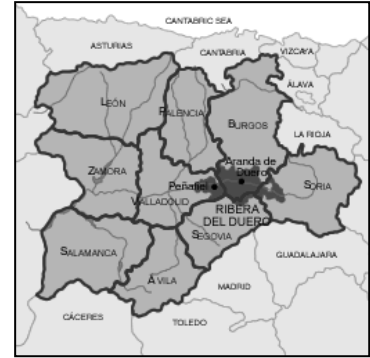 CANTABRIC SEA
ASTURIAS
CANTABRIA
VIZCAYA
ÁLAVA
LEÓN
PALENCIA
BURGOS
LA RIOJA
ZAMORA
Aranda de
Duero
Peñafiel
SORIA
VALLADOLID
RIBERA
DEL DUERO
SEGOVIA
SALAMANCA
ÁVILA
GUADALAJARA
MADRID
CÁCERES
TOLEDO